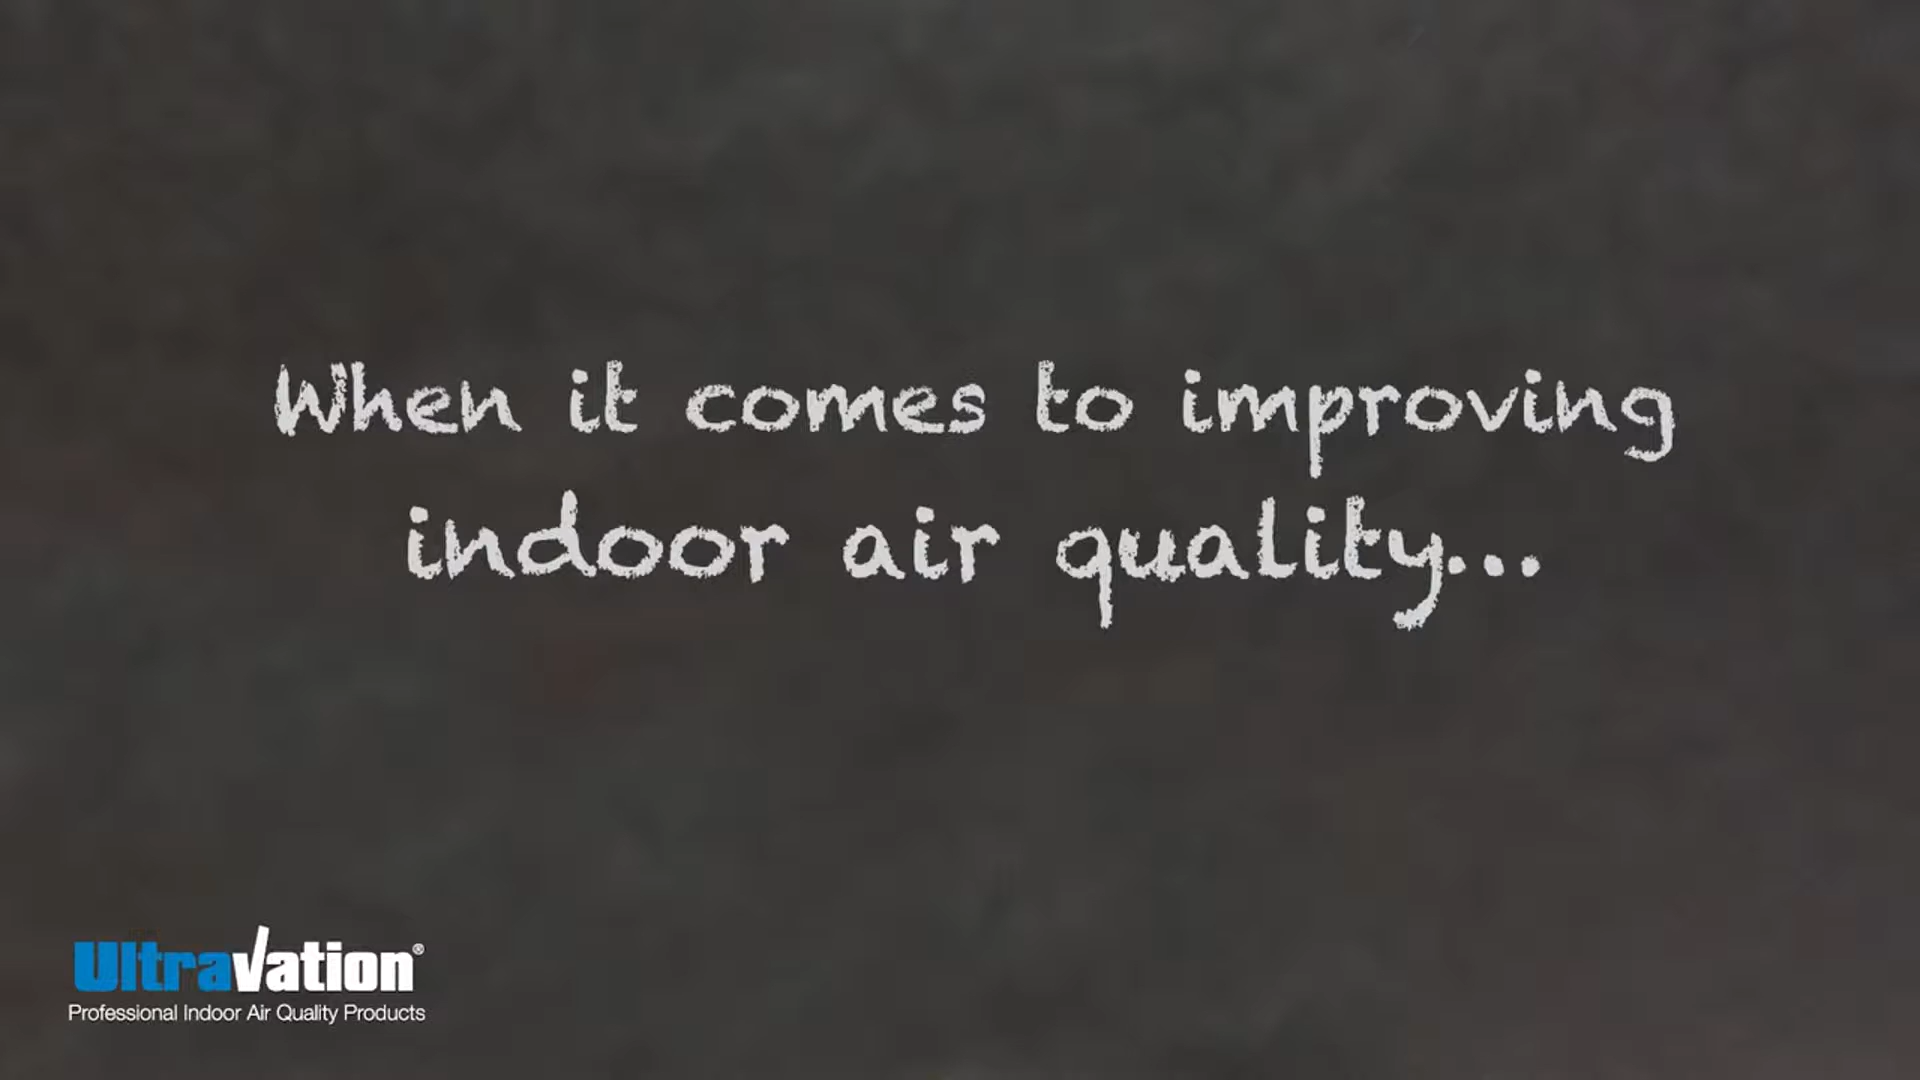 When it comes to improving
indoor air quality...
Ultravation®
Professional Indoor Air Quality Products